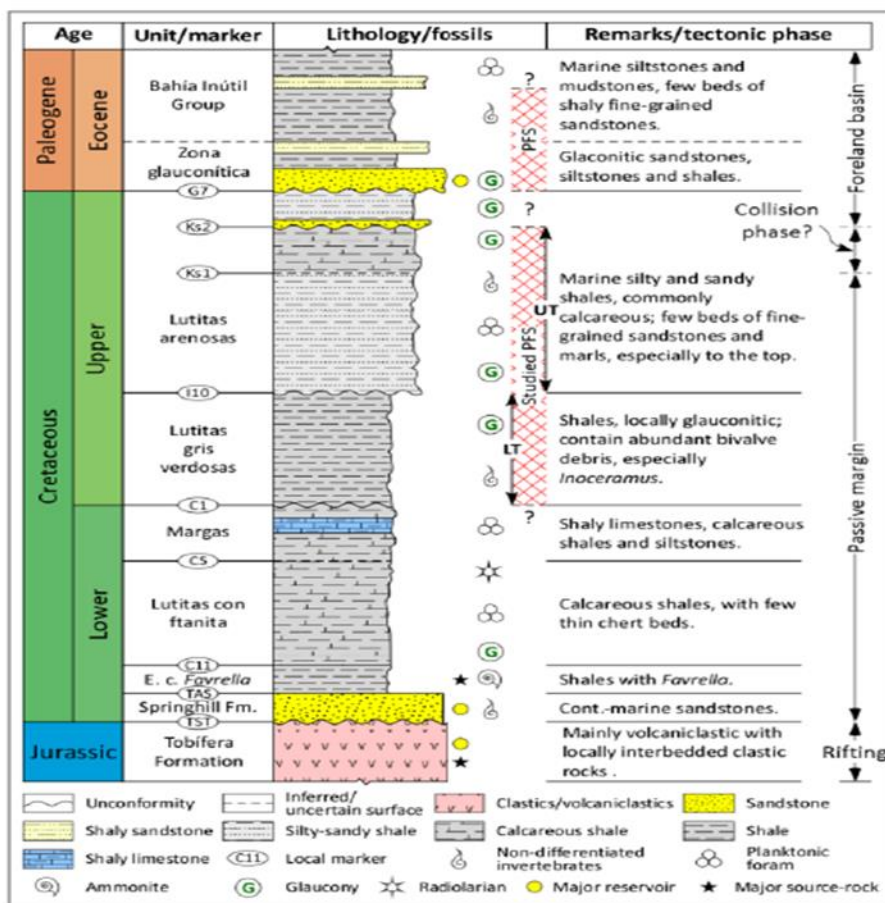 Age
Unit/marker
Lithology/fossils
Remarks/tectonic phase
Paleogene
Eocene
Cretaceous
Upper
Lower
Jurassic
Bahía Inútil
Group
Zona
glauconítica
G7
Ks2
Ks1
Lutitas
arenosas
I10
Lutitas
gris
verdosas
C1
Margas
C5
Lutitas con
ftanita
C11
E. c. Favrella
TAS
Springhill Fm.
TST
Tobífera
Formation
?
PFS
G
G
?
G
G
UT
Studied PFS
G
LT
?
G
Marine siltstones and
mudstones, few beds of
shaly fine-grained
sandstones.
Glaconitic sandstones,
siltstones and shales.
Collision
phase?
Marine silty and sandy
shales, commonly
calcareous; few beds of fine-
grained sandstones and
marls, especially to the top.
Shales, locally glauconitic;
contain abundant bivalve
debris, especially
Inoceramus.
Shaly limestones, calcareous
shales and siltstones.
Calcareous shales, with few
thin chert beds.
Shales with Favrella.
Cont.-marine sandstones.
Mainly volcaniclastic with
locally interbedded clastic
rocks .
Foreland basin
Passive margin
Rifting
Unconformity
Inferred/
uncertain surface
Clastics/volcaniclastics
Sandstone
Shaly sandstone
Silty-sandy shale
Calcareous shale
Shale
Shaly limestone
C11 Local marker
Non-differentiated
invertebrates
Planktonic
foram
Ammonite
G Glaucony
Radiolarian
Major reservoir
Major source-rock